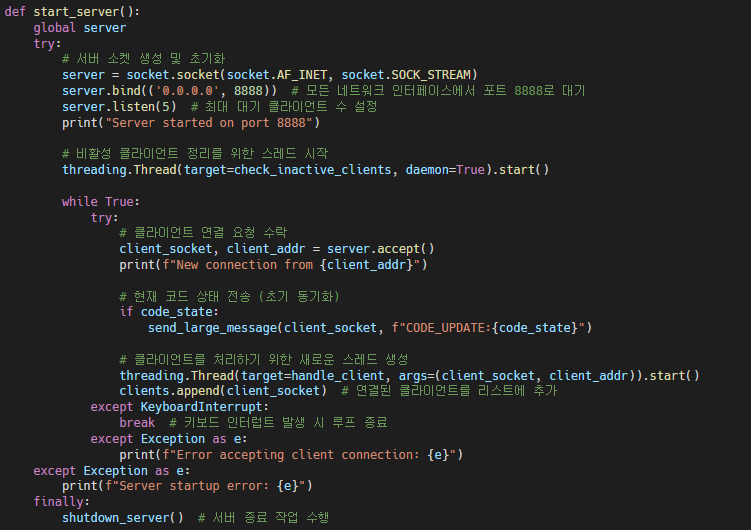 def start_server():
    global server
    try:
        # 서버 소켓 생성 및 초기화
        server = socket.socket(socket.AF_INET, socket.SOCK_STREAM)
        server.bind(('0.0.0.0', 8888))  # 모든 네트워크 인터페이스에서 포트 8888로 대기
        server.listen(5)  # 최대 대기 클라이언트 수 설정
        print("Server started on port 8888")

        # 비활성 클라이언트 정리를 위한 스레드 시작
        threading.Thread(target=check_inactive_clients, daemon=True).start()

        while True:
            try:
                # 클라이언트 연결 요청 수락
                client_socket, client_addr = server.accept()
                print(f"New connection from {client_addr}")

                # 현재 코드 상태 전송 (초기 동기화)
                if code_state:
                    send_large_message(client_socket, f"CODE_UPDATE:{code_state}")

                # 클라이언트를 처리하기 위한 새로운 스레드 생성
                threading.Thread(target=handle_client, args=(client_socket, client_addr)).start()
                clients.append(client_socket)  # 연결된 클라이언트를 리스트에 추가
            except KeyboardInterrupt:
                break  # 키보드 인터럽트 발생 시 루프 종료
            except Exception as e:
                print(f"Error accepting client connection: {e}")
    except Exception as e:
        print(f"Server startup error: {e}")
    finally:
        shutdown_server()  # 서버 종료 작업 수행